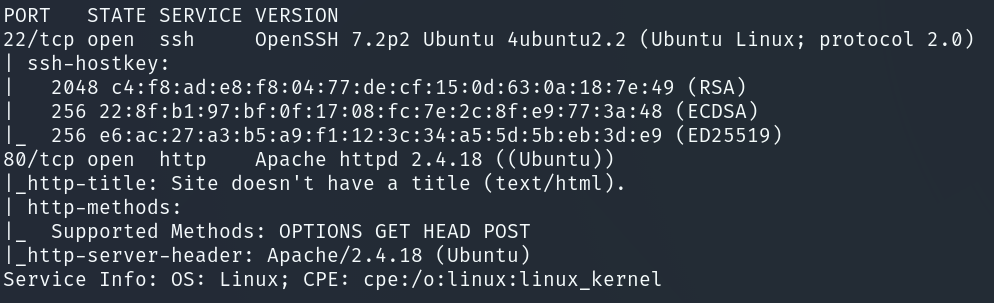 PORT   STATE SERVICE VERSION
22/tcp open  ssh     OpenSSH 7.2p2 Ubuntu 4ubuntu2.2 (Ubuntu Linux; protocol 2.0)
| ssh-hostkey:
|   2048 c4:f8:ad:e8:f8:04:77:de:cf:15:0d:63:0a:18:7e:49 (RSA)
|   256 22:8f:b1:97:bf:0f:17:08:fc:7e:2c:8f:e9:77:3a:48 (ECDSA)
|_  256 e6:ac:27:a3:b5:a9:f1:12:3c:34:a5:5d:5b:eb:3d:e9 (ED25519)
80/tcp open  http    Apache httpd 2.4.18 ((Ubuntu))
|_http-title: Site doesn't have a title (text/html).
| http-methods:
|_  Supported Methods: OPTIONS GET HEAD POST
|_http-server-header: Apache/2.4.18 (Ubuntu)
Service Info: OS: Linux; CPE: cpe:/o:linux:linux_kernel